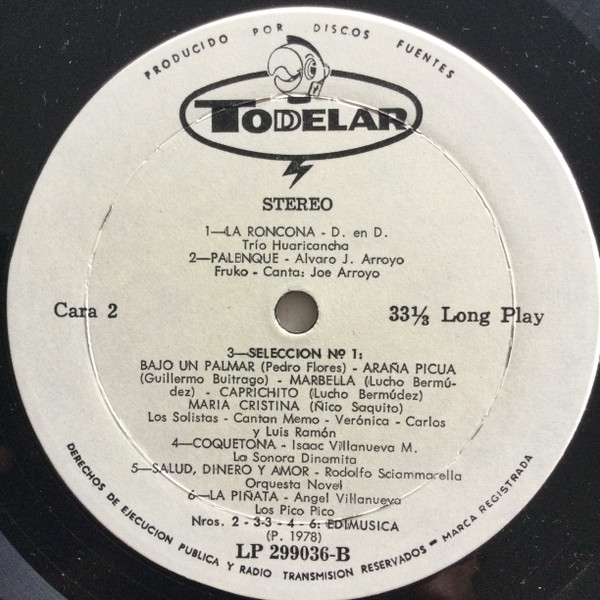 PRODUCIDO POR DISCOS FUENTES
TODELAR
STEREO
1—LA RONCONA - D. en D.
Trío Huaricancha
2—PALENQUE - Alvaro J. Arroyo
Fruko - Canta: Joe Arroyo
Cara 2
33⅓ Long Play
3—SELECCION Nº 1:
BAJO UN PALMAR (Pedro Flores) - ARAÑA PICUA
(Guillermo Buitrago) - MARBELLA (Lucho Bermú-
dez) - CAPRICHITO (Lucho Bermúdez)
MARIA CRISTINA (Ñico Saquito)
Los Solistas - Cantan Memo - Verónica - Carlos
y Luis Ramón
4—COQUETONA - Isaac Villanueva M.
La Sonora Dinamita
5—SALUD, DINERO Y AMOR - Rodolfo Sciammarella
Orquesta Novel
6—LA PIÑATA - Angel Villanueva
Los Pico Pico
Nros. 2 - 3-3 - 4 - 6: EDIMUSICA
(P. 1978)
LP 299036-B
DERECHOS DE EJECUCION PUBLICA Y RADIO TRANSMISION RESERVADOS = MARCA REGISTRADA